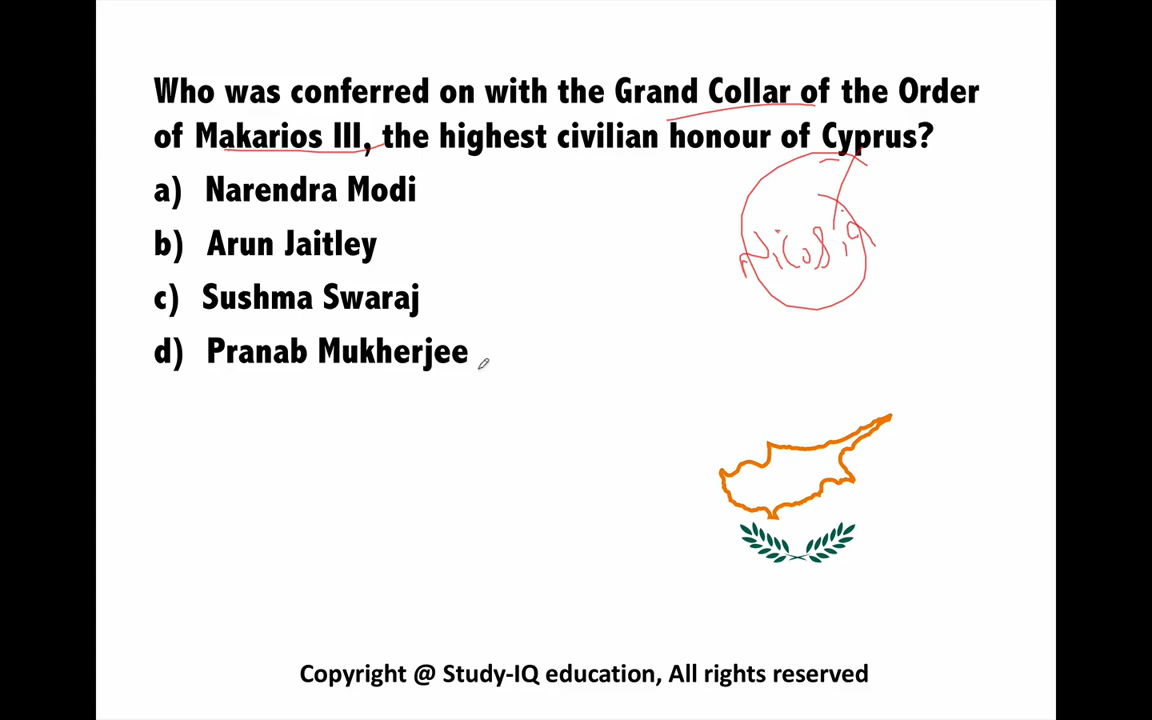 Who was conferred on with the Grand Collar of the Order
of Makarios III, the highest civilian honour of Cyprus?
a) Narendra Modi
b) Arun Jaitley
Nicosia
c) Sushma Swaraj
d) Pranab Mukherjee
Copyright @ Study-IQ education, All rights reserved